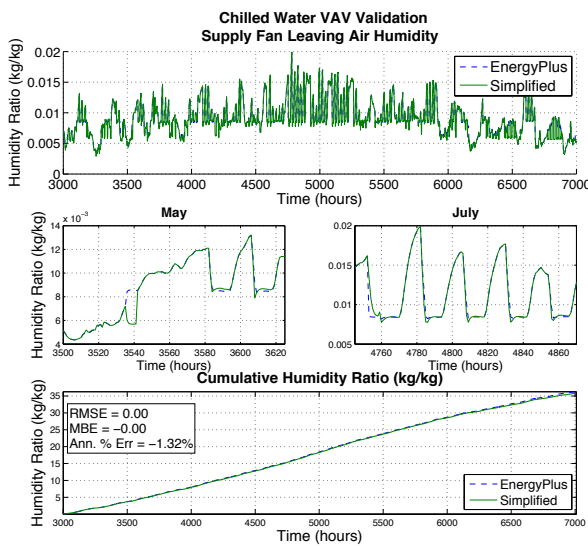 Chilled Water VAV Validation
Supply Fan Leaving Air Humidity
Humidity Ratio (kg/kg)
0.02
0.015
0.01
0.005
0
EnergyPlus
Simplified
3000 3500 4000 4500 5000 5500 6000 6500 7000
Time (hours)
May
x 10⁻³
Humidity Ratio (kg/kg)
14
12
10
8
6
4
3500 3520 3540 3560 3580 3600 3620
Time (hours)
July
0.02
0.015
0.01
0.005
4760 4780 4800 4820 4840 4860
Time (hours)
Cumulative Humidity Ratio (kg/kg)
Humidity Ratio (kg/kg)
35
30
25
20
15
10
5
RMSE = 0.00
MBE = −0.00
Ann. % Err = −1.32%
EnergyPlus
Simplified
3000 3500 4000 4500 5000 5500 6000 6500 7000
Time (hours)